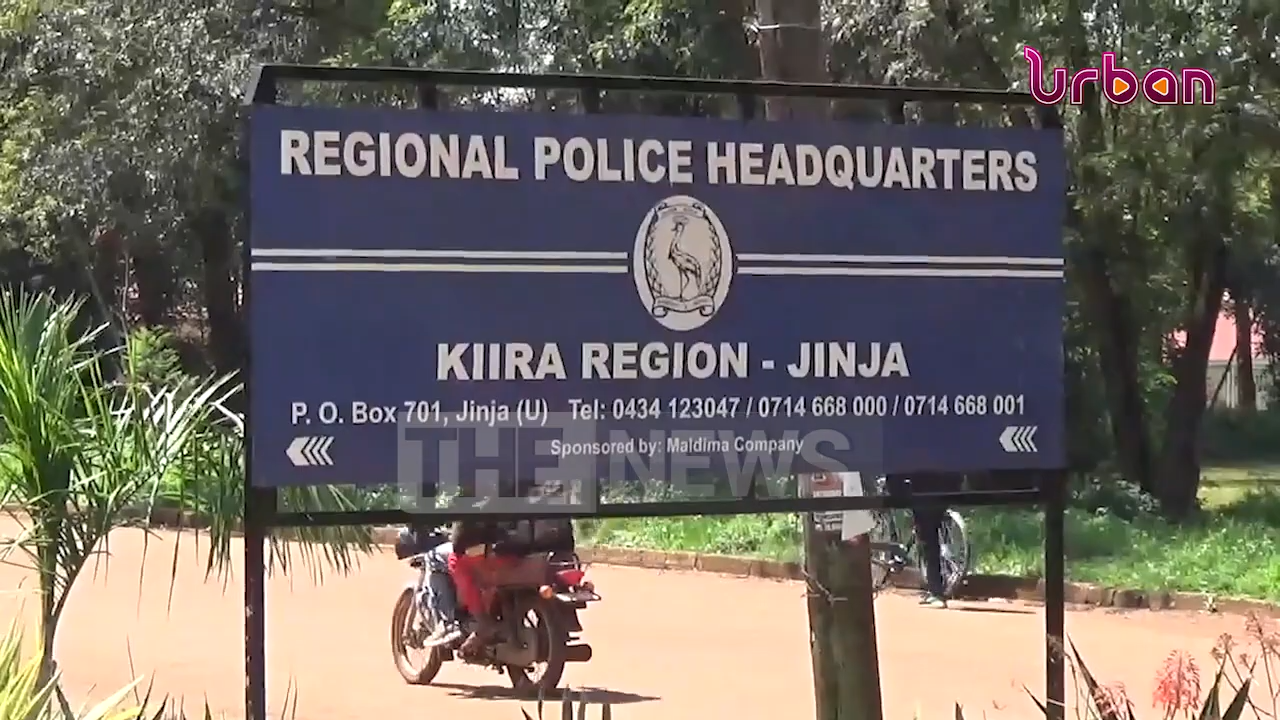 Urban
REGIONAL POLICE HEADQUARTERS
KIIRA REGION - JINJA
P. O. Box 701, Jinja (U) Tel: 0434 123047 / 0714 668 000 / 0714 668 001
Sponsored by: Maldima Company
THE NEWS